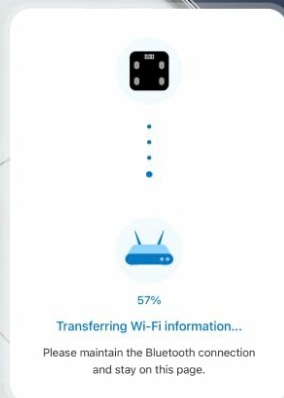 57%
Transferring Wi-Fi information...
Please maintain the Bluetooth connection
and stay on this page.